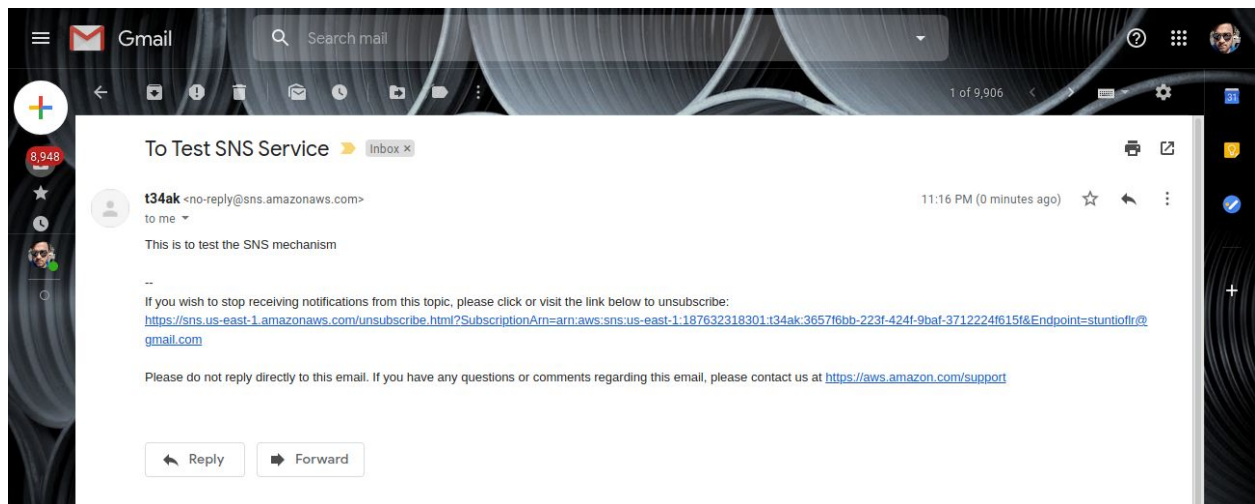 Gmail
Search mail
1 of 9,906
31
8,948
To Test SNS Service
Inbox ×
t34ak <no-reply@sns.amazonaws.com>
11:16 PM (0 minutes ago)
to me
This is to test the SNS mechanism
--
If you wish to stop receiving notifications from this topic, please click or visit the link below to unsubscribe:
https://sns.us-east-1.amazonaws.com/unsubscribe.html?SubscriptionArn=arn:aws:sns:us-east-1:187632318301:t34ak:3657f6bb-223f-424f-9baf-3712224f615f&Endpoint=stuntioflr@
gmail.com
Please do not reply directly to this email. If you have any questions or comments regarding this email, please contact us at https://aws.amazon.com/support
Reply
Forward